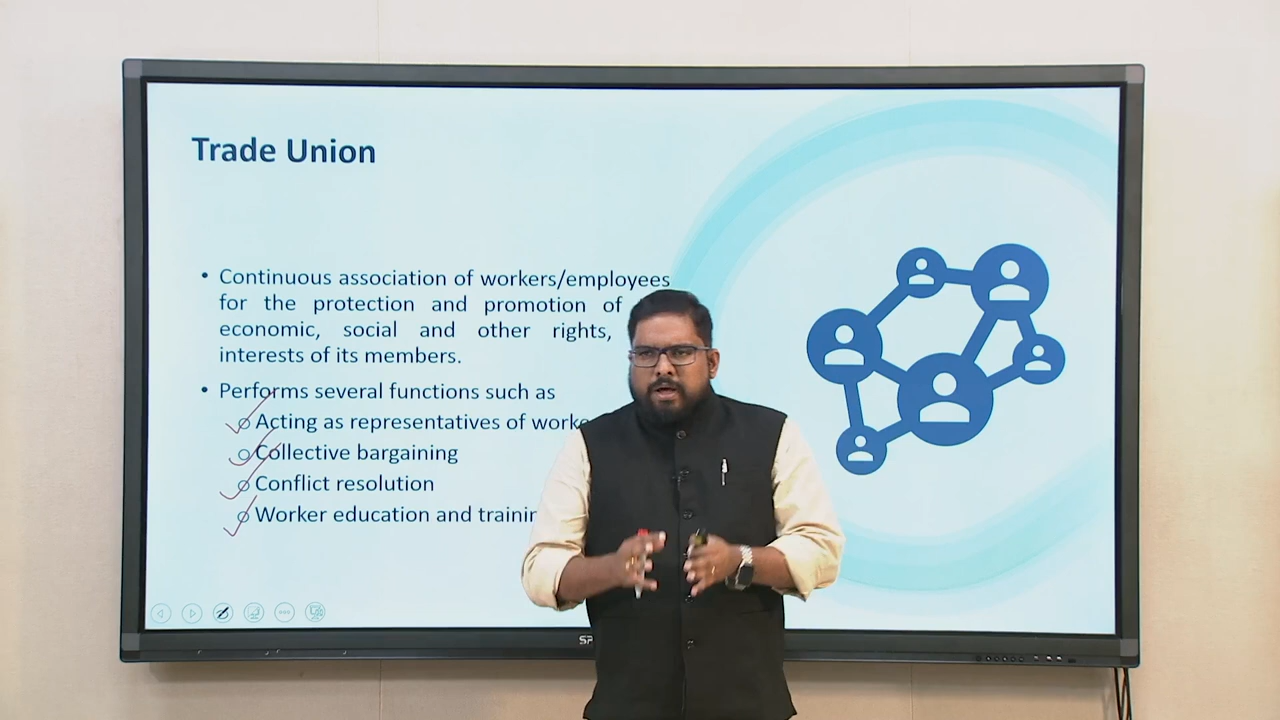 Trade Union
• Continuous association of workers/employees
for the protection and promotion of
economic, social and other rights,
interests of its members.
• Performs several functions such as
o Acting as representatives of
o Collective bargaining
o Conflict resolution
o Worker education and